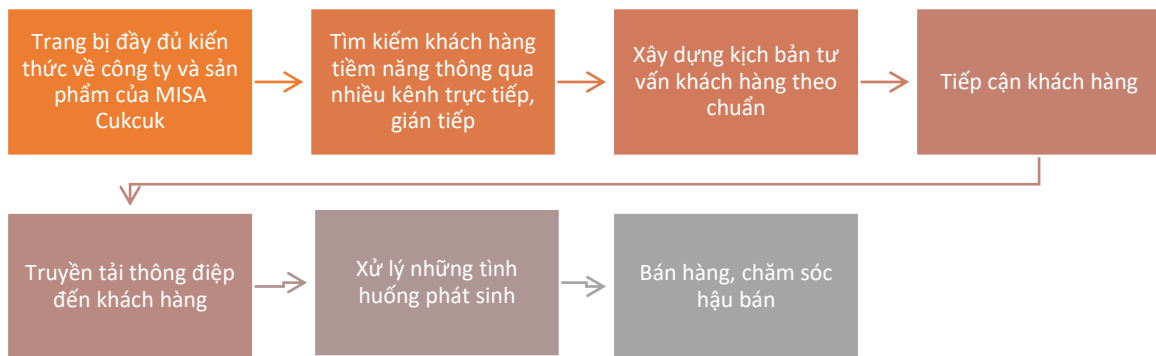 Trang bị đầy đủ kiến
thức về công ty và sản
phẩm của MISA
Cukcuk
Tìm kiếm khách hàng
tiềm năng thông qua
nhiều kênh trực tiếp,
gián tiếp
Xây dựng kịch bản tư
vấn khách hàng theo
chuẩn
Tiếp cận khách hàng
Truyền tải thông điệp
đến khách hàng
Xử lý những tình
huống phát sinh
Bán hàng, chăm sóc
hậu bán